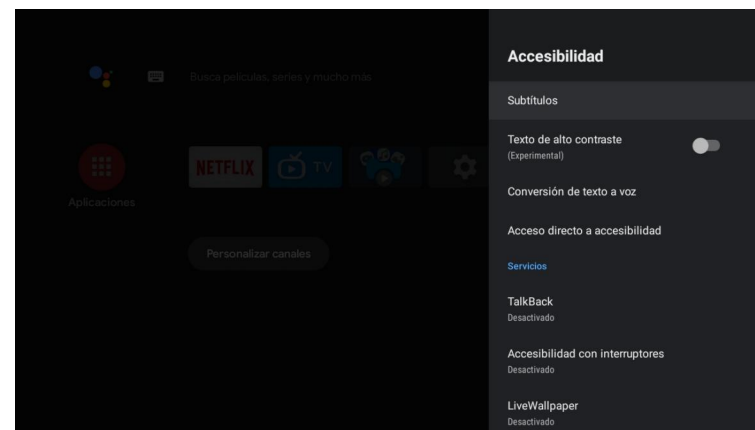 Accesibilidad
Busca películas, series y mucho más
Subtítulos
Texto de alto contraste
(Experimental)
Conversión de texto a voz
NETFLIX
TV
Aplicaciones
Acceso directo a accesibilidad
Personalizar canales
Servicios
TalkBack
Desactivado
Accesibilidad con interruptores
Desactivado
LiveWallpaper
Desactivado